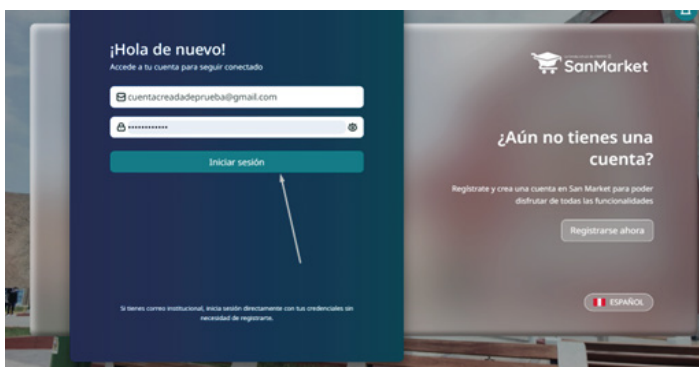 ¡Hola de nuevo!
Accede a tu cuenta para seguir conectado
cuentacreadadeprueba@gmail.com
Iniciar sesión
Si tienes correo institucional, inicia sesión directamente con tus credenciales sin
necesidad de registrarte.
SanMarket
¿Aún no tienes una
cuenta?
Regístrate y crea una cuenta en San Market para poder
disfrutar de todas las funcionalidades
Registrarse ahora
ESPAÑOL